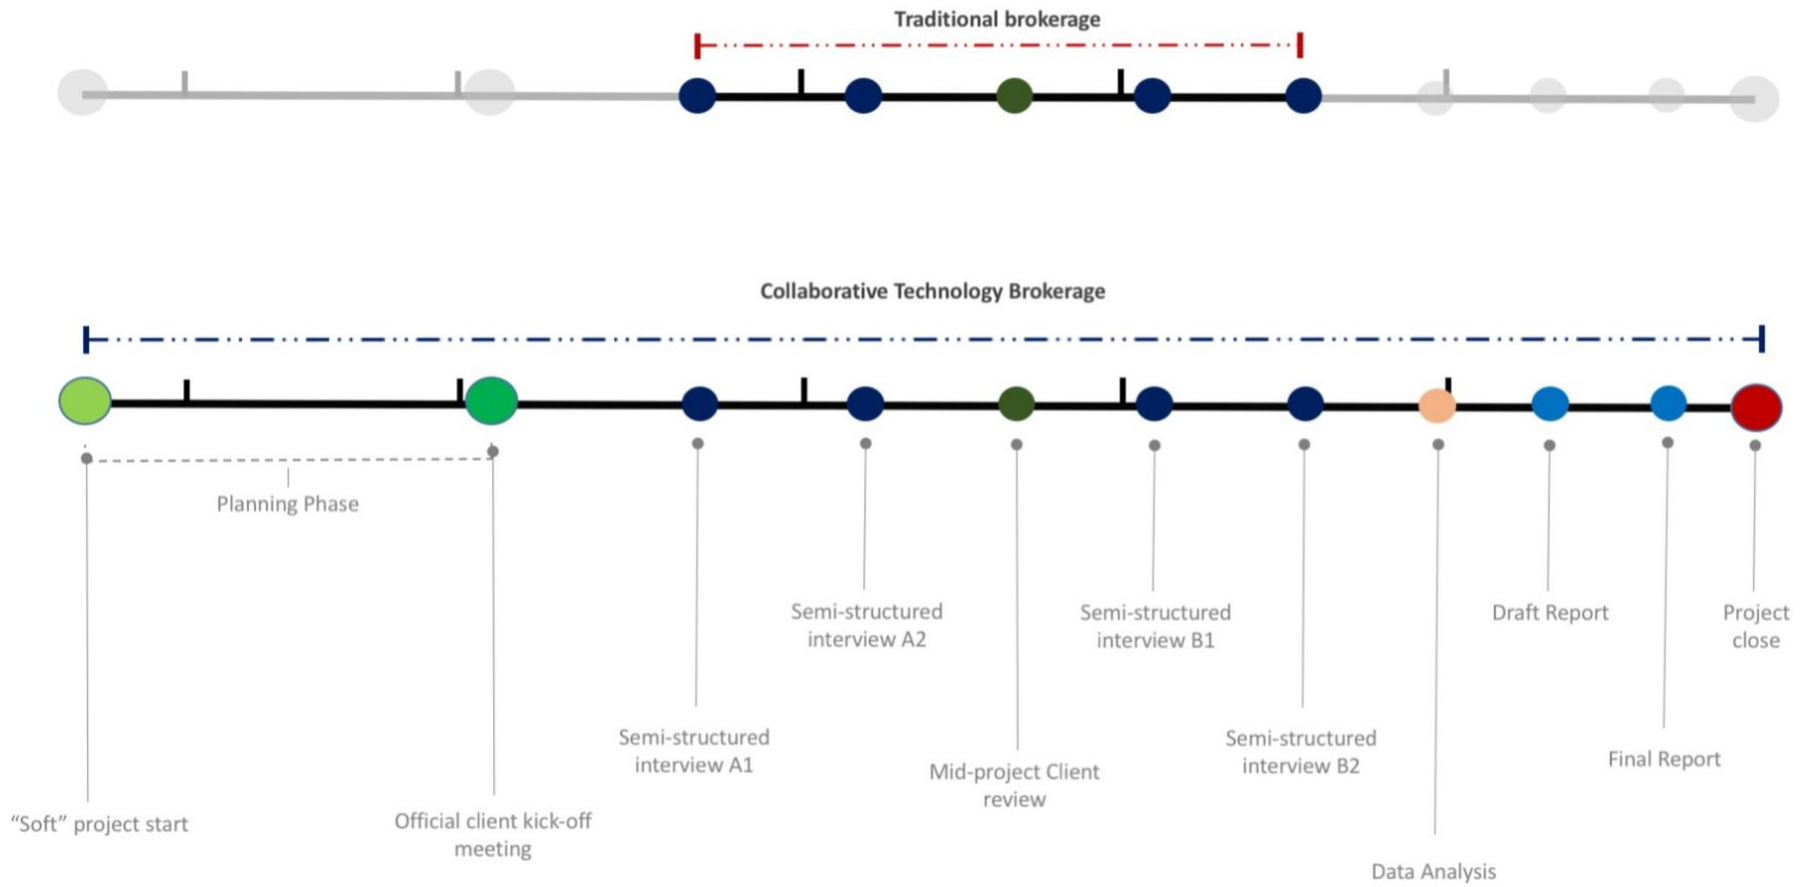 Traditional brokerage
Collaborative Technology Brokerage
Planning Phase
Semi-structured
interview A2
Semi-structured
interview B1
Draft Report
Project
close
Semi-structured
interview A1
Semi-structured
interview B2
Mid-project Client
review
Final Report
“Soft” project start
Official client kick-off
meeting
Data Analysis